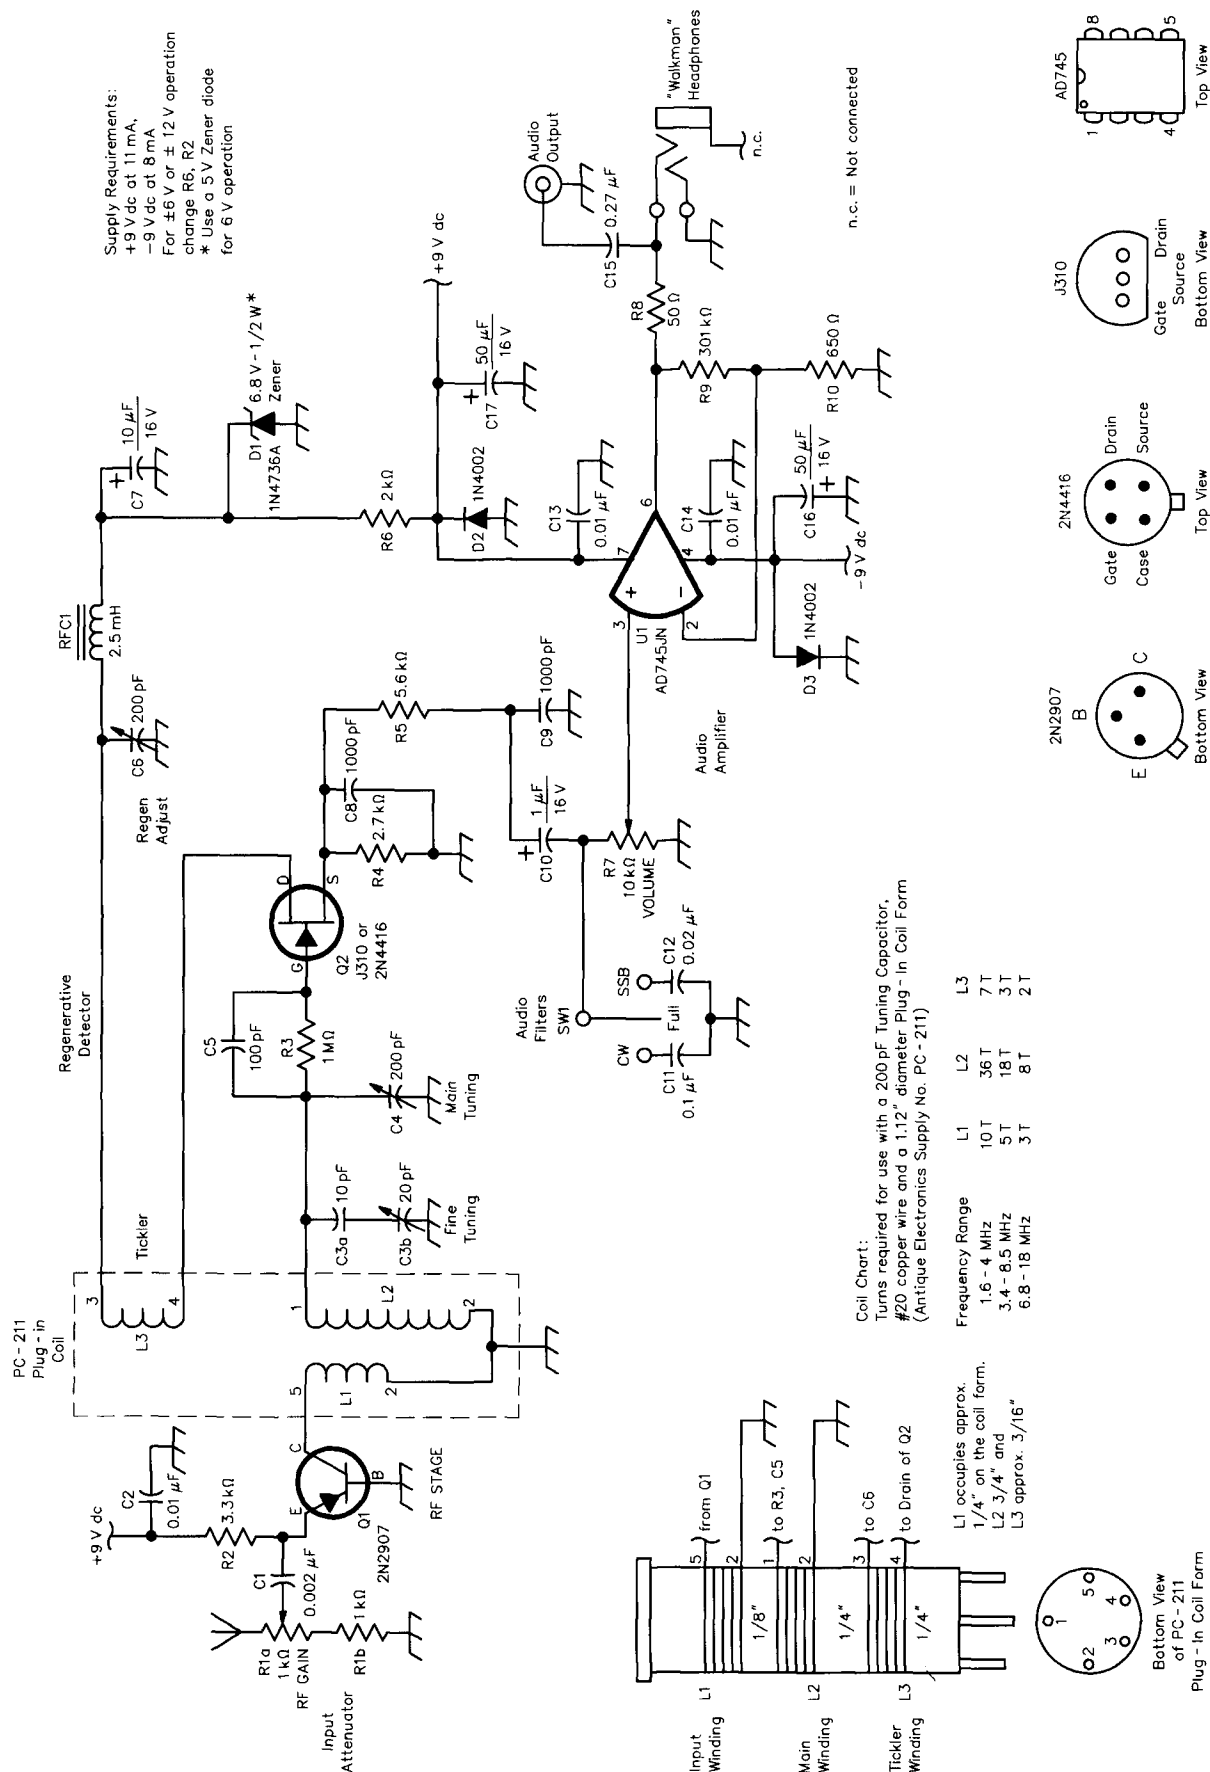 Supply Requirements:
+9 V dc at 11 mA,
−9 V dc at 8 mA
For ±6 V or ± 12 V operation
change R6, R2
* Use a 5 V Zener diode
for 6 V operation
PC - 211
Plug - in
Coil
3
L3
4
Tickler
5
L1
2
1
L2
2
+9 V dc
C2
0.01 µF
R2
3.3 kΩ
C1
0.002 µF
R1a
1 kΩ
RF GAIN
R1b
1 kΩ
Input
Attenuator
E
C
B
Q1
2N2907
RF STAGE
C3a
10 pF
C3b
20 pF
Fine
Tuning
C4
200 pF
Main
Tuning
Regenerative
Detector
C5
100 pF
R3
1 MΩ
G
D
S
Q2
J310 or
2N4416
Regen
Adjust
C6
200 pF
RFC1
2.5 mH
C7
+
10 µF
16 V
D1
6.8 V - 1/2 W*
Zener
1N4736A
R6
2 kΩ
D2
1N4002
+9 V dc
C17
+
50 µF
16 V
R4
2.7 kΩ
C8
1000 pF
R5
5.6 kΩ
C9
1000 pF
C10
+
1 µF
16 V
R7
10 kΩ
VOLUME
Audio
Filters
SW1
CW
Full
SSB
C11
0.1 µF
C12
0.02 µF
Audio
Amplifier
C13
0.01 µF
3
+
7
6
−
2
4
U1
AD745JN
C14
0.01 µF
C16
50 µF
16 V
+
−9 V dc
D3
1N4002
R8
50 Ω
R9
301 kΩ
R10
650 Ω
C15
0.27 µF
Audio
Output
"Walkman"
Headphones
n.c.
n.c. = Not connected
Coil Chart:
Turns required for use with a 200 pF Tuning Capacitor,
#20 copper wire and a 1.12" diameter Plug - In Coil Form
(Antique Electronics Supply No. PC - 211)
Frequency Range L1 L2 L3
1.6 - 4 MHz 10 T 36 T 7 T
3.4 - 8.5 MHz 5 T 18 T 3 T
6.8 - 18 MHz 3 T 8 T 2 T
Input
Winding
L1
5
from Q1
2
1/8"
Main
Winding
L2
1
to R3, C5
2
1/4"
Tickler
Winding
L3
3
to C6
4
to Drain of Q2
1/4"
L1 occupies approx.
1/4" on the coil form.
L2 3/4" and
L3 approx. 3/16"
1
2
3
4
5
Bottom View
of PC - 211
Plug - In Coil Form
2N2907
B
E
C
Bottom View
2N4416
Gate
Drain
Case
Source
Top View
J310
Gate
Source
Drain
Bottom View
AD745
1
8
4
5
Top View